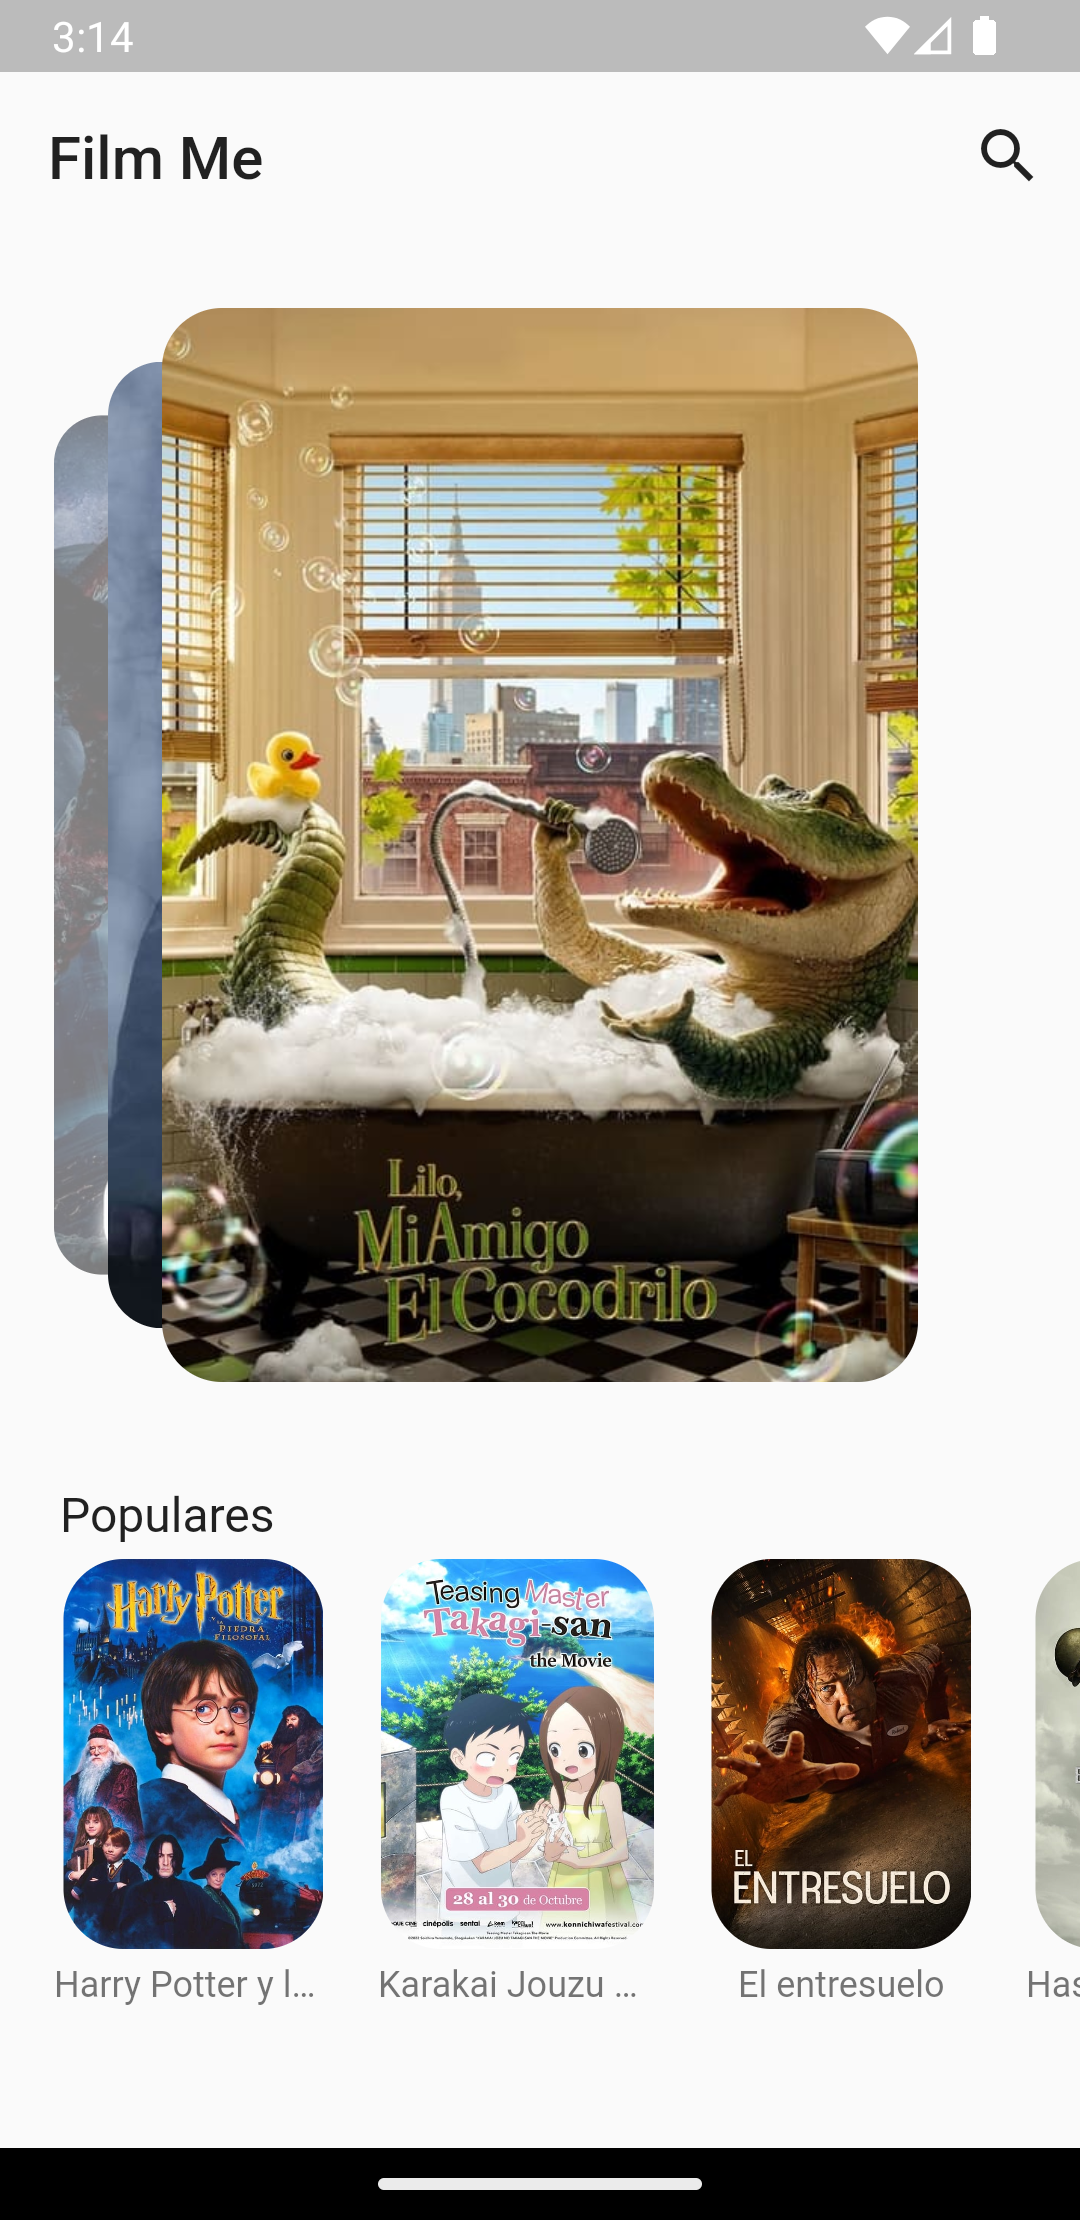 3:14
Film Me
Lilo,
Mi Amigo
El Cocodrilo
Populares
Harry Potter
Y LA
PIEDRA
FILOSOFAL
Teasing Master
Takagi-san
the Movie
28 al 30 de Octubre
cinépolis sentai www.konnichiwafestival.com
EL
ENTRESUELO
Harry Potter y l...
Karakai Jouzu ...
El entresuelo
Has